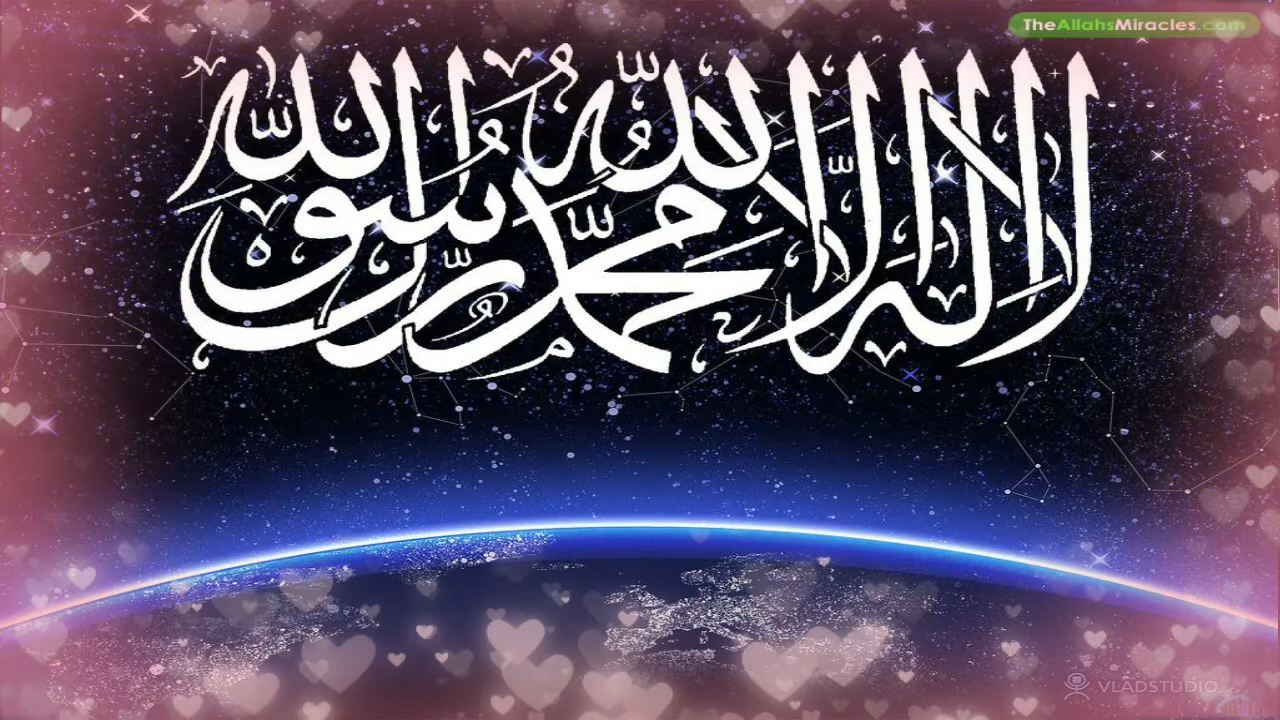 TheAllahsMiracles.com
لا إله إلا الله محمد رسول الله
VLADSTUDIO